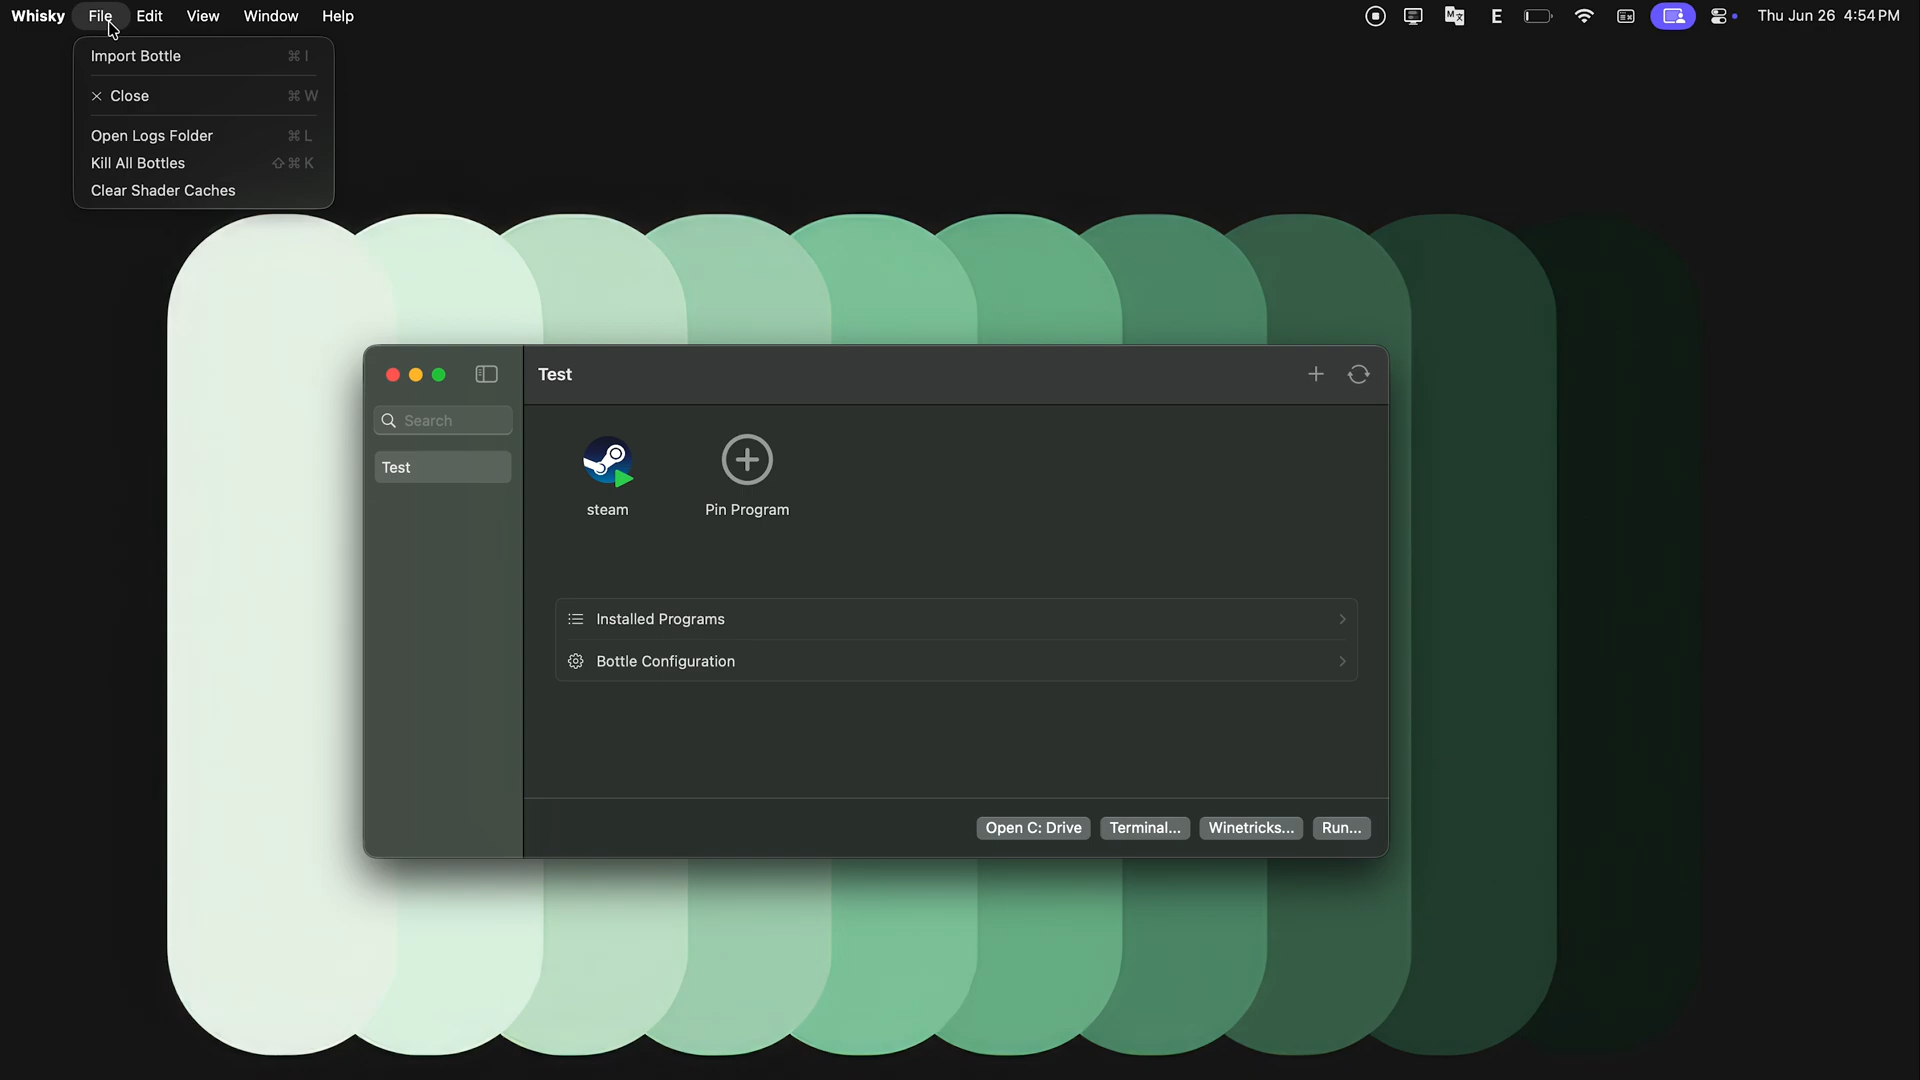 Whisky File Edit View Window Help E Thu Jun 26 4:54 PM
Import Bottle ⌘ I
Close ⌘ W
Open Logs Folder ⌘ L
Kill All Bottles ⇧ ⌘ K
Clear Shader Caches
Test
Search
Test
steam
Pin Program
Installed Programs
Bottle Configuration
Open C: Drive Terminal... Winetricks... Run...